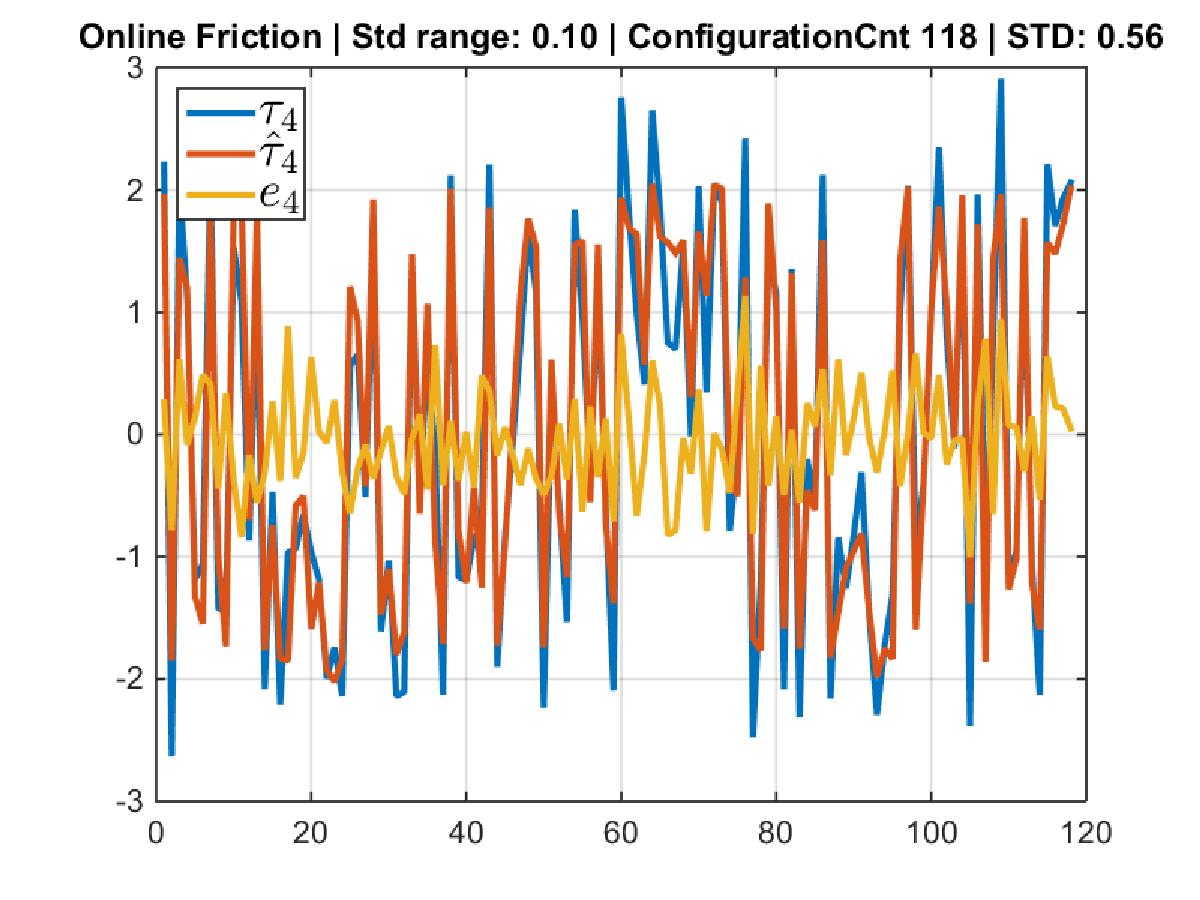 Online Friction | Std range: 0.10 | ConfigurationCnt 118 | STD: 0.56
3
2
1
0
-1
-2
-3
τ₄
τ̂₄
e₄
0 20 40 60 80 100 120